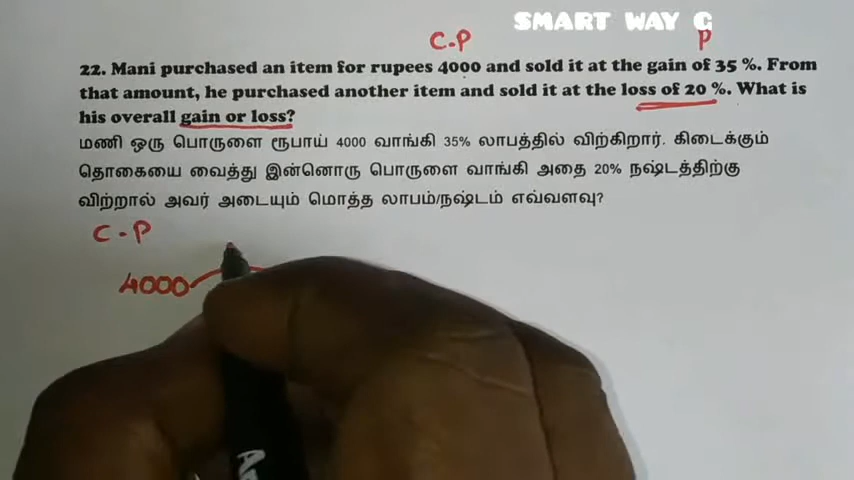 SMART WAY G
C.P
P
22. Mani purchased an item for rupees 4000 and sold it at the gain of 35 %. From
that amount, he purchased another item and sold it at the loss of 20 %. What is
his overall gain or loss?
மணி ஒரு பொருளை ரூபாய் 4000 வாங்கி 35% லாபத்தில் விற்கிறார். கிடைக்கும்
தொகையை வைத்து இன்னொரு பொருளை வாங்கி அதை 20% நஷ்டத்திற்கு
விற்றால் அவர் அடையும் மொத்த லாபம்/நஷ்டம் எவ்வளவு?
C.P
4000